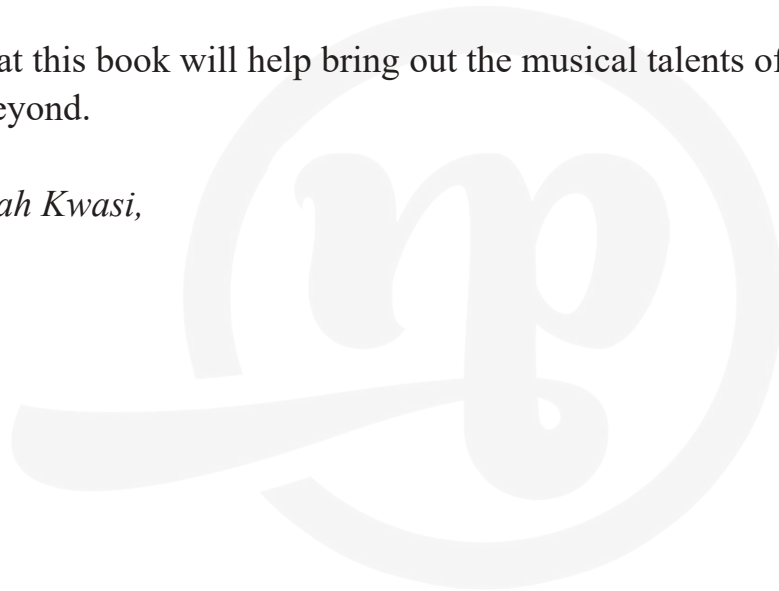 at this book will help bring out the musical talents of
eyond.
ah Kwasi,